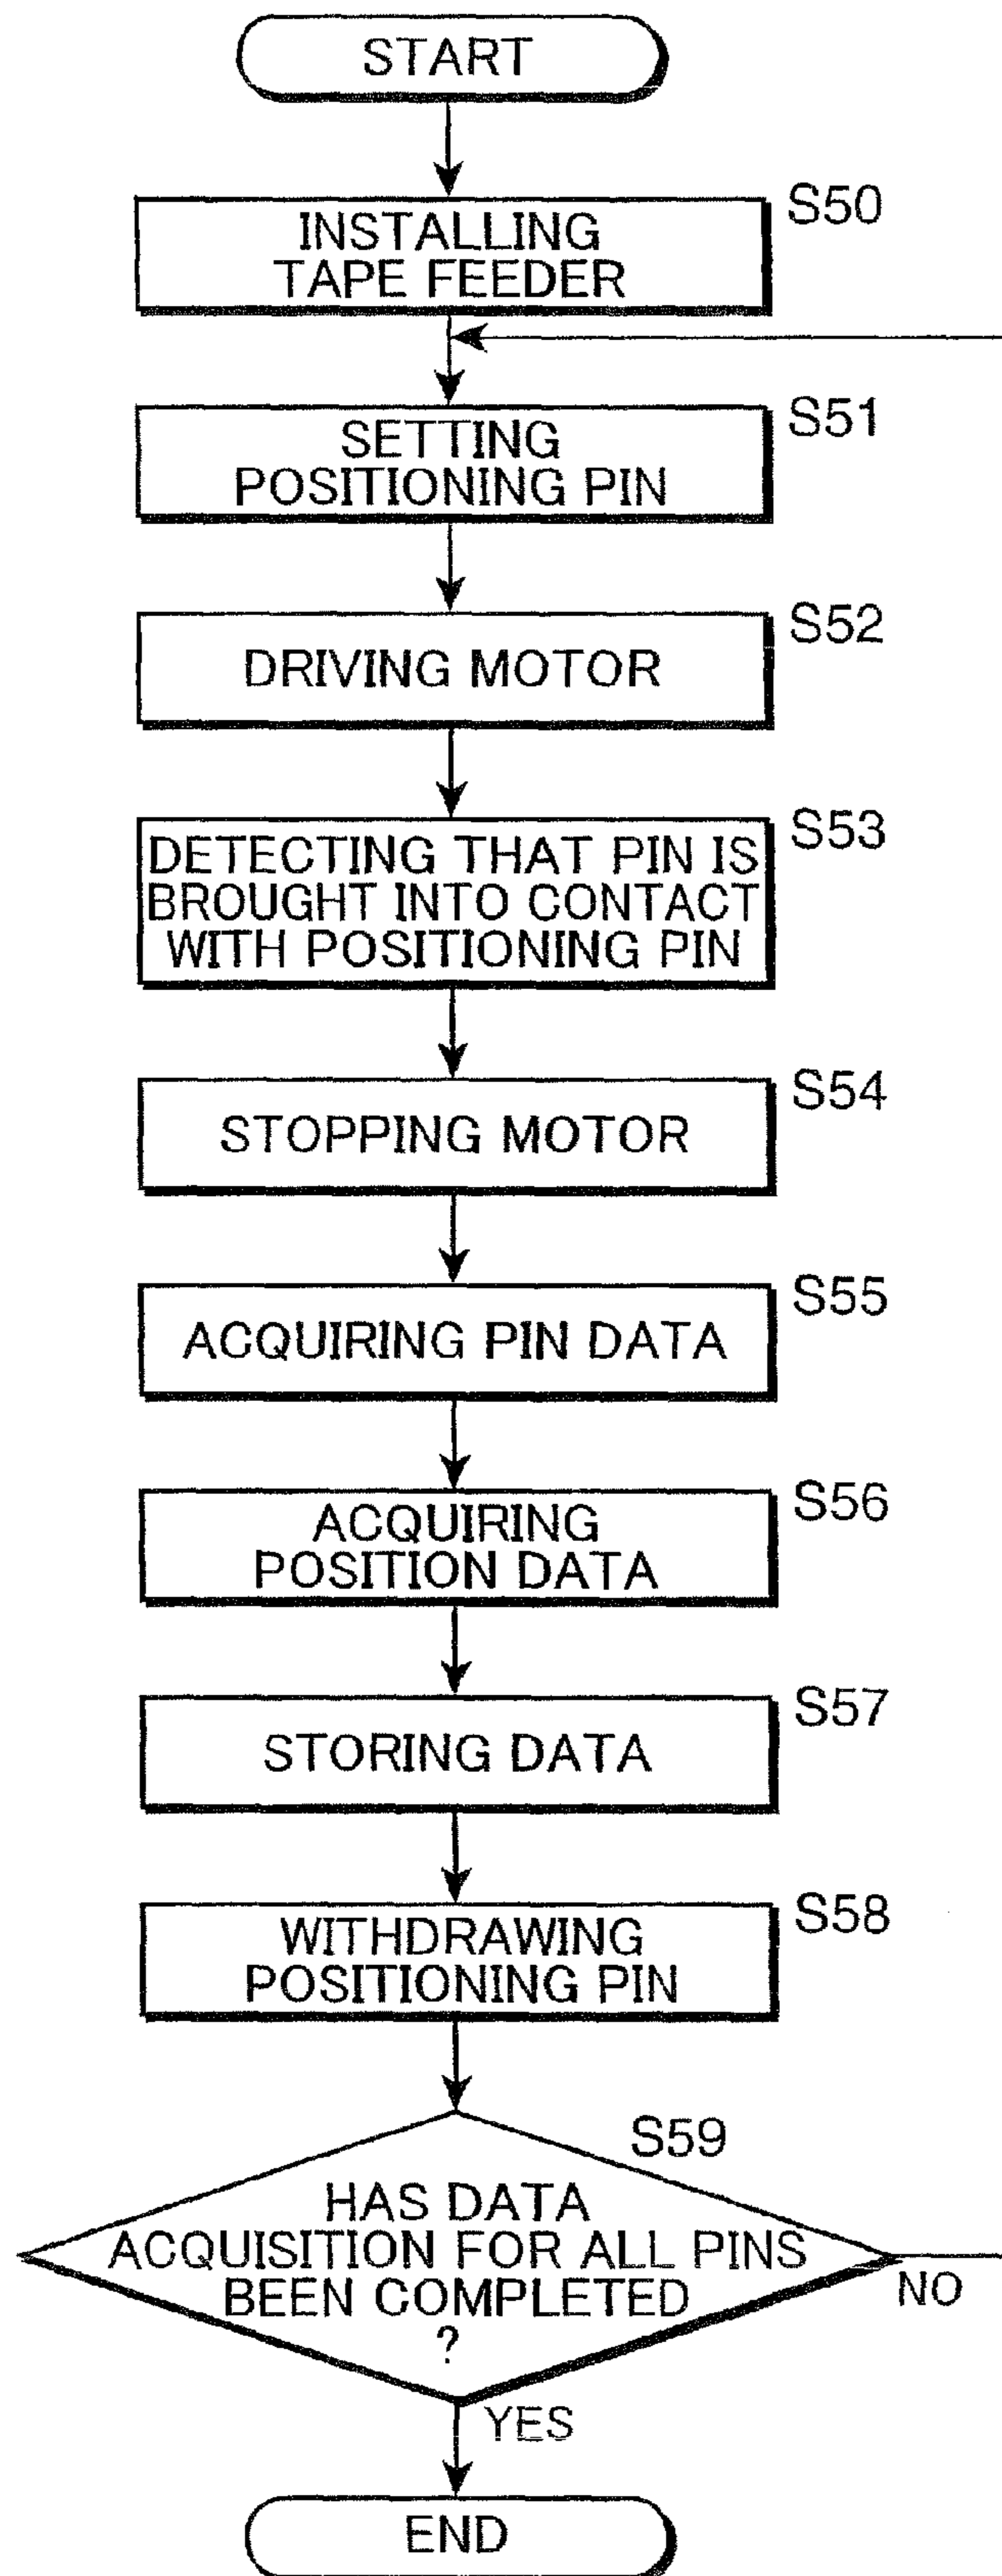 START
S50
INSTALLING
TAPE FEEDER
S51
SETTING
POSITIONING PIN
S52
DRIVING MOTOR
S53
DETECTING THAT PIN IS
BROUGHT INTO CONTACT
WITH POSITIONING PIN
S54
STOPPING MOTOR
S55
ACQUIRING PIN DATA
S56
ACQUIRING
POSITION DATA
S57
STORING DATA
S58
WITHDRAWING
POSITIONING PIN
S59
HAS DATA
ACQUISITION FOR ALL PINS
BEEN COMPLETED
?
NO
YES
END